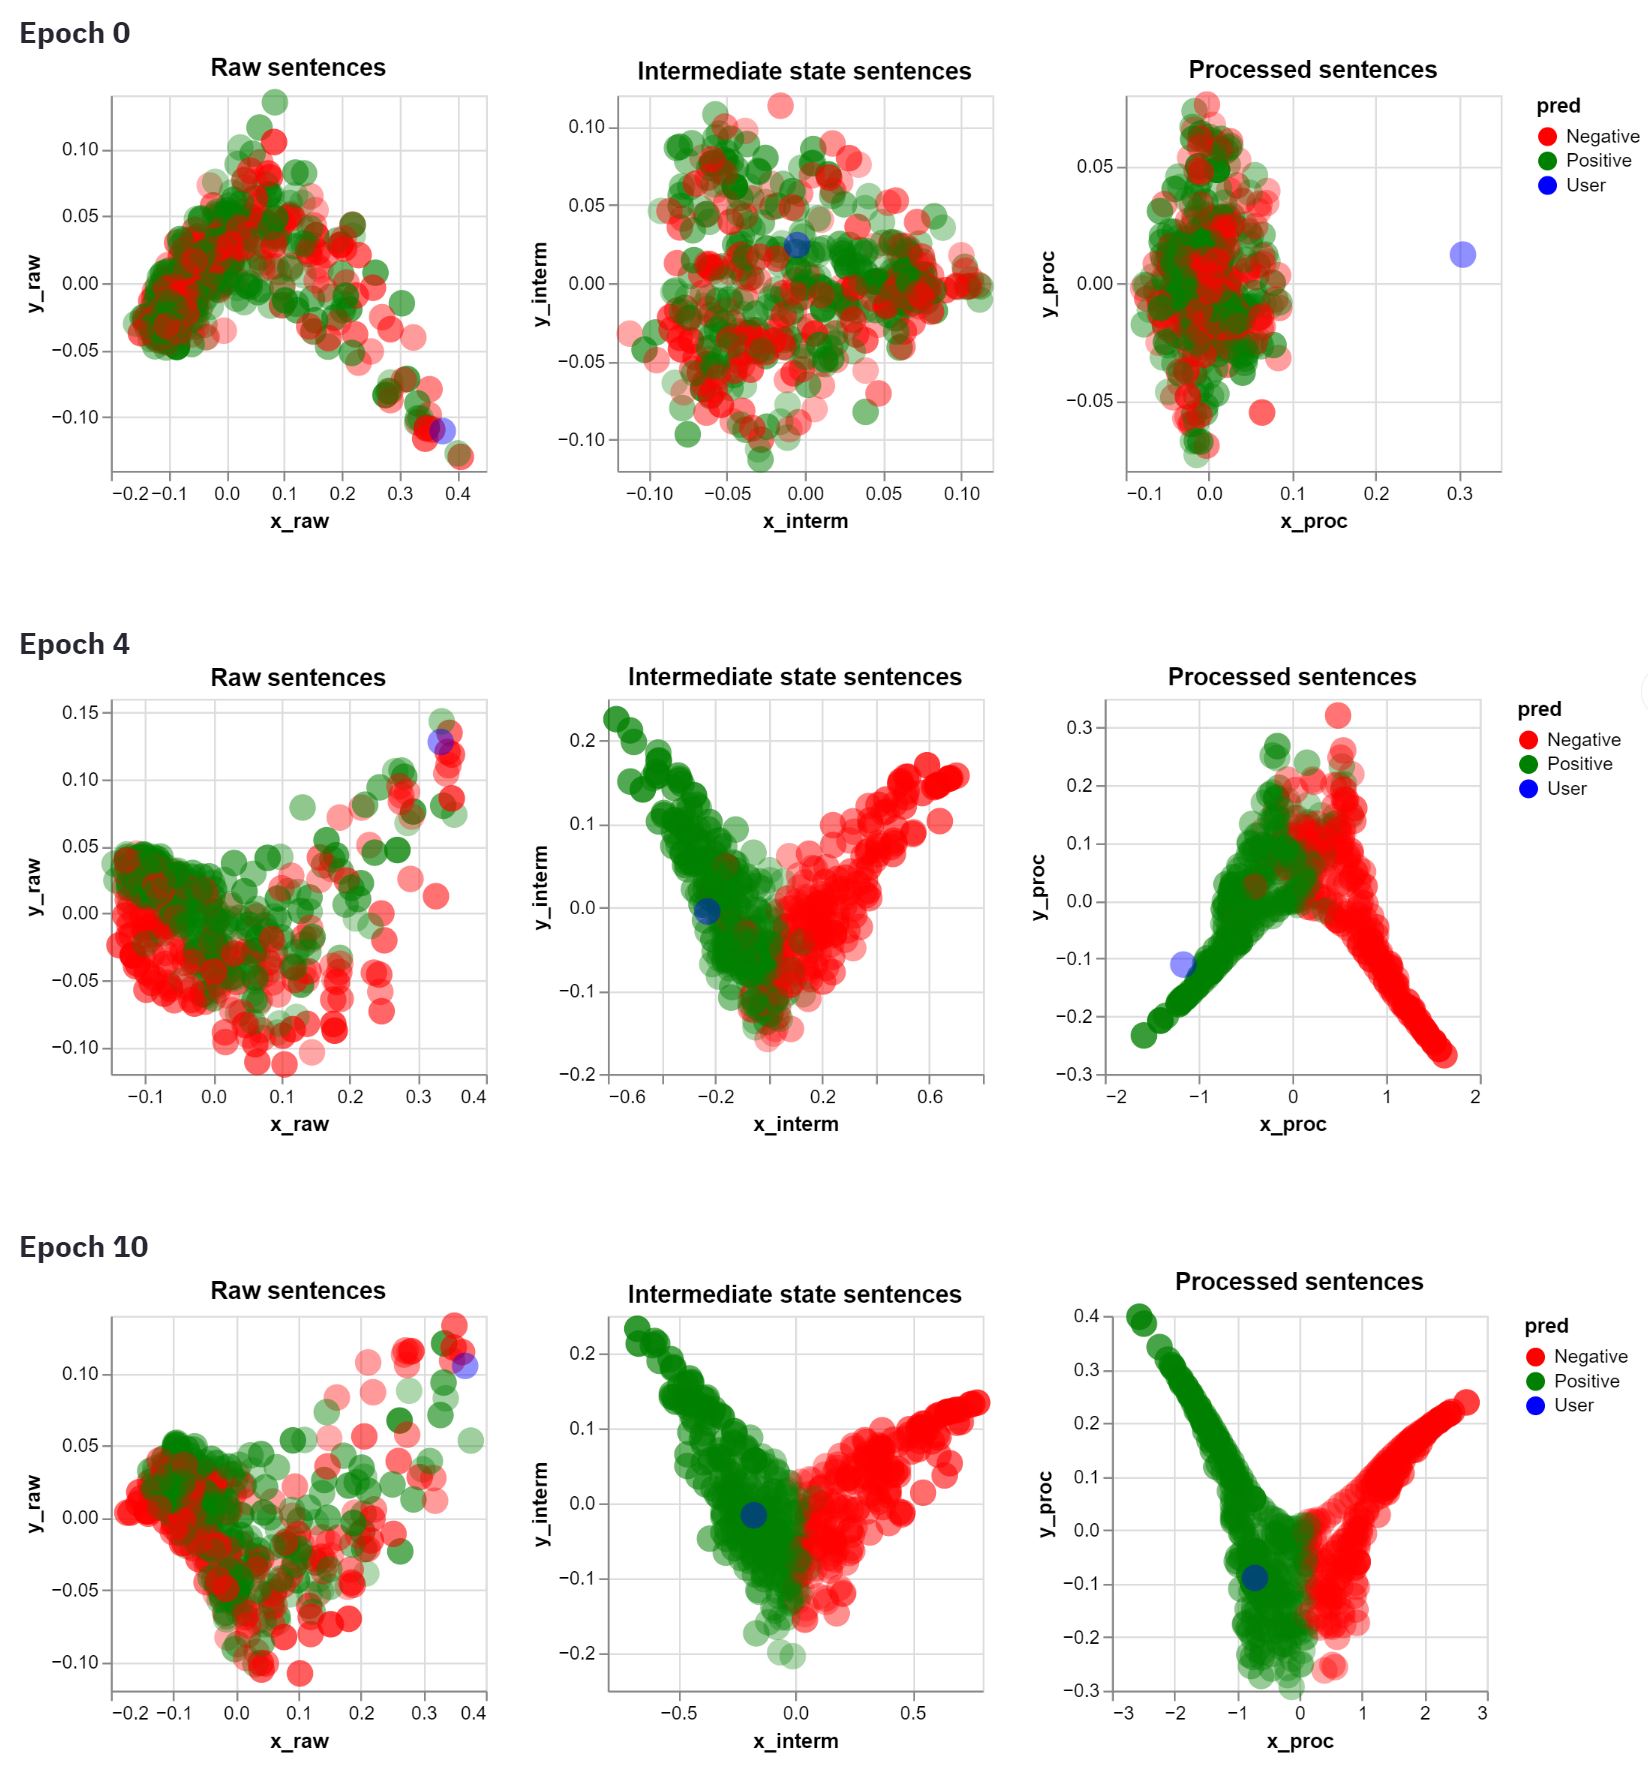 Epoch 0
Raw sentences
Intermediate state sentences
Processed sentences
pred
Negative
Positive
User
0.10
0.05
0.00
−0.05
−0.10
y_raw
−0.2 −0.1 0.0 0.1 0.2 0.3 0.4
x_raw
0.10
0.05
0.00
−0.05
−0.10
y_interm
−0.10 −0.05 0.00 0.05 0.10
x_interm
0.05
0.00
−0.05
y_proc
−0.1 0.0 0.1 0.2 0.3
x_proc
Epoch 4
Raw sentences
Intermediate state sentences
Processed sentences
pred
Negative
Positive
User
0.15
0.10
0.05
0.00
−0.05
−0.10
y_raw
−0.1 0.0 0.1 0.2 0.3 0.4
x_raw
0.2
0.1
0.0
−0.1
−0.2
y_interm
−0.6 −0.2 0.2 0.6
x_interm
0.3
0.2
0.1
0.0
−0.1
−0.2
−0.3
y_proc
−2 −1 0 1 2
x_proc
Epoch 10
Raw sentences
Intermediate state sentences
Processed sentences
pred
Negative
Positive
User
0.10
0.05
0.00
−0.05
−0.10
y_raw
−0.2 −0.1 0.0 0.1 0.2 0.3 0.4
x_raw
0.2
0.1
0.0
−0.1
−0.2
y_interm
−0.5 0.0 0.5
x_interm
0.4
0.3
0.2
0.1
0.0
−0.1
−0.2
−0.3
y_proc
−3 −2 −1 0 1 2 3
x_proc